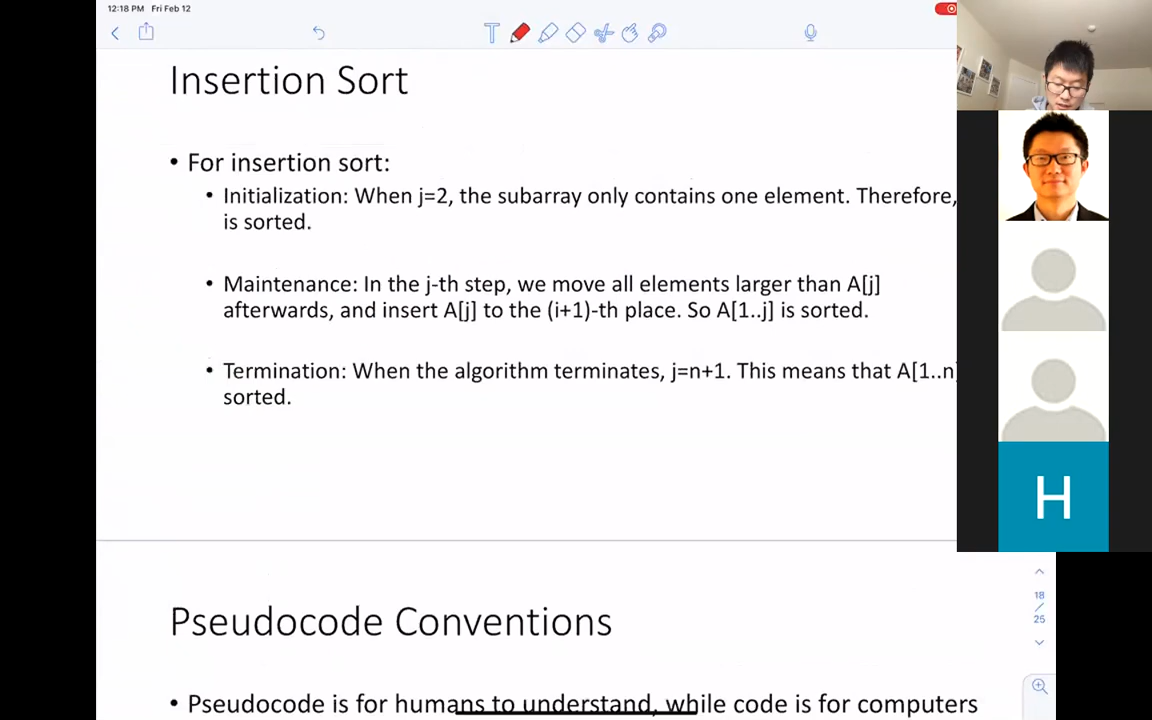 12:18 PM Fri Feb 12
Insertion Sort
• For insertion sort:
• Initialization: When j=2, the subarray only contains one element. Therefore,
is sorted.
• Maintenance: In the j-th step, we move all elements larger than A[j]
afterwards, and insert A[j] to the (i+1)-th place. So A[1..j] is sorted.
• Termination: When the algorithm terminates, j=n+1. This means that A[1..n]
sorted.
H
18
/
25
Pseudocode Conventions
• Pseudocode is for humans to understand, while code is for computers